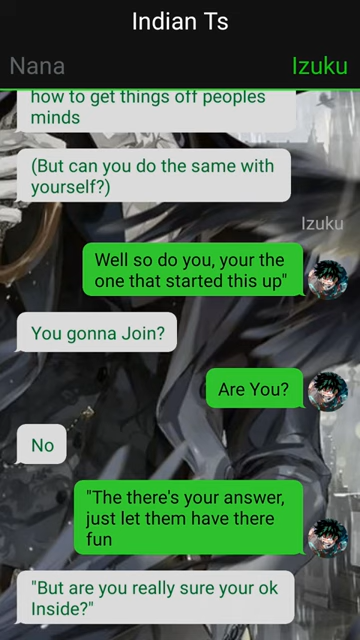 Indian Ts
Nana
Izuku
how to get things off peoples
minds
(But can you do the same with
yourself?)
Izuku
Well so do you, your the
one that started this up"
You gonna Join?
Are You?
No
"The there's your answer,
just let them have there
fun
"But are you really sure your ok
Inside?"